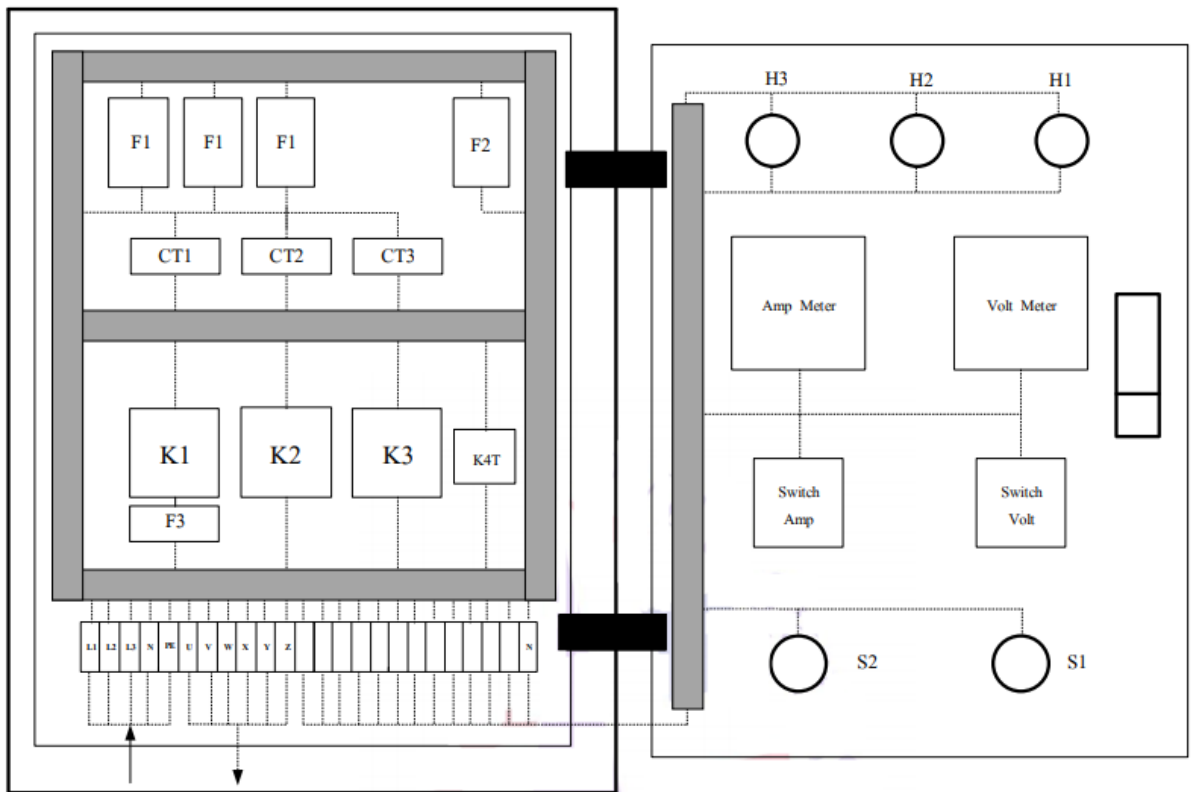 H3 H2 H1
F1 F1 F1 F2
CT1 CT2 CT3
Amp Meter Volt Meter
K1 K2 K3 K4T
F3
Switch
Amp
Switch
Volt
L1 L2 L3 N PE U V W X Y Z N
S2 S1